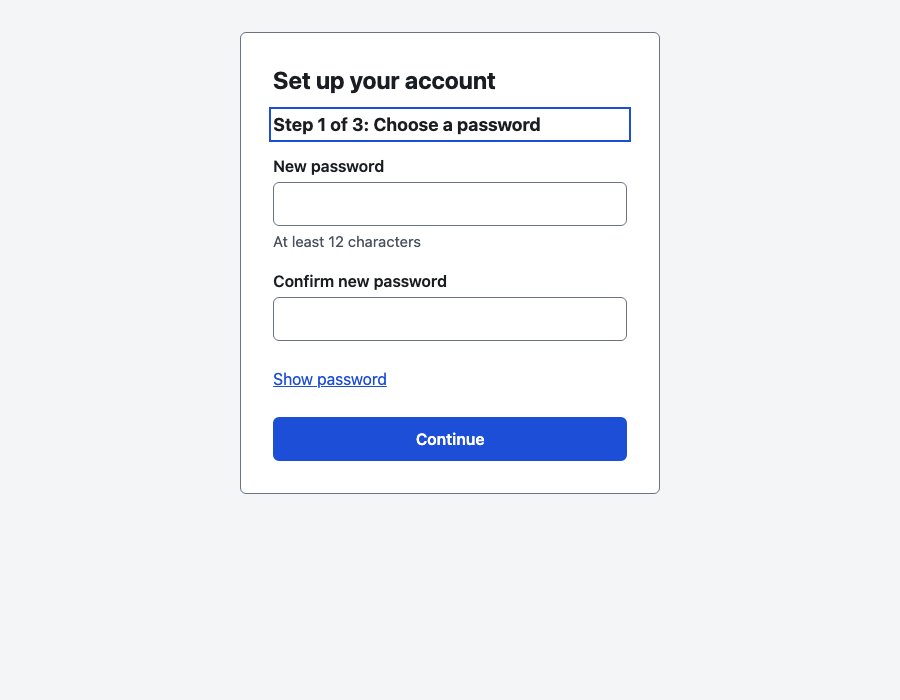 Set up your account
Step 1 of 3: Choose a password
New password
At least 12 characters
Confirm new password
Show password
Continue